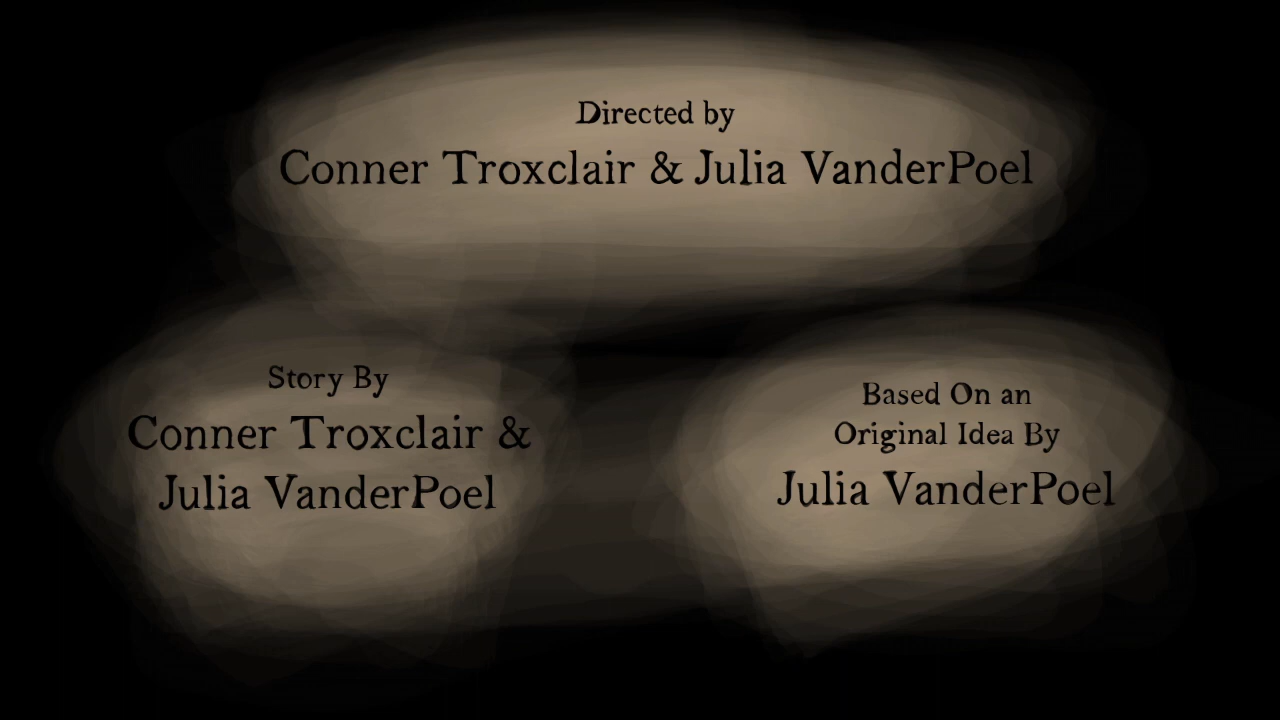 Directed by
Conner Troxclair & Julia VanderPoel
Story By
Conner Troxclair &
Julia VanderPoel
Based On an
Original Idea By
Julia VanderPoel